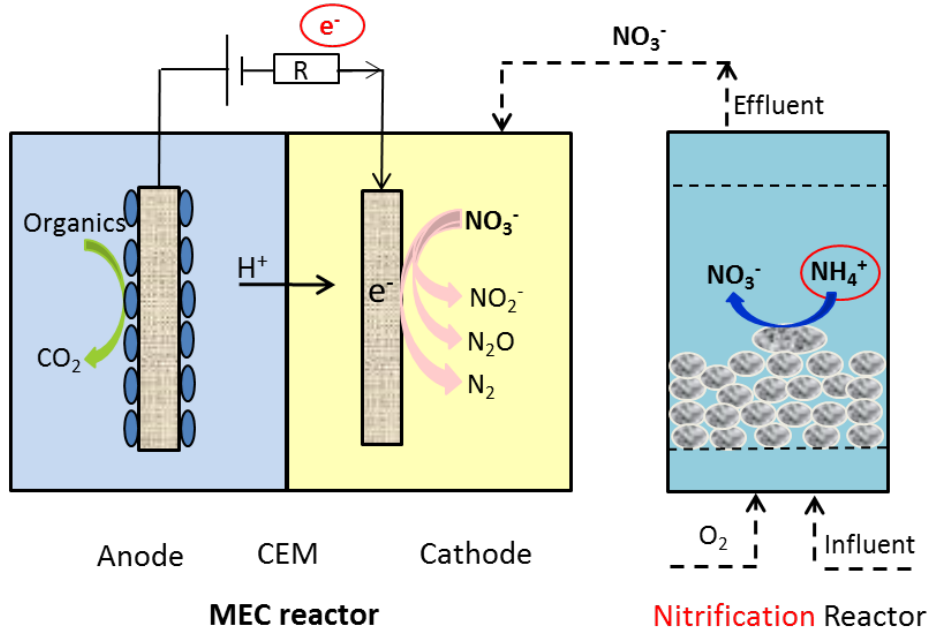 e⁻
R
NO₃⁻
Effluent
Organics
CO₂
H⁺
e⁻
NO₃⁻
NO₂⁻
N₂O
N₂
NO₃⁻
NH₄⁺
O₂
Influent
Anode
CEM
Cathode
MEC reactor
Nitrification Reactor